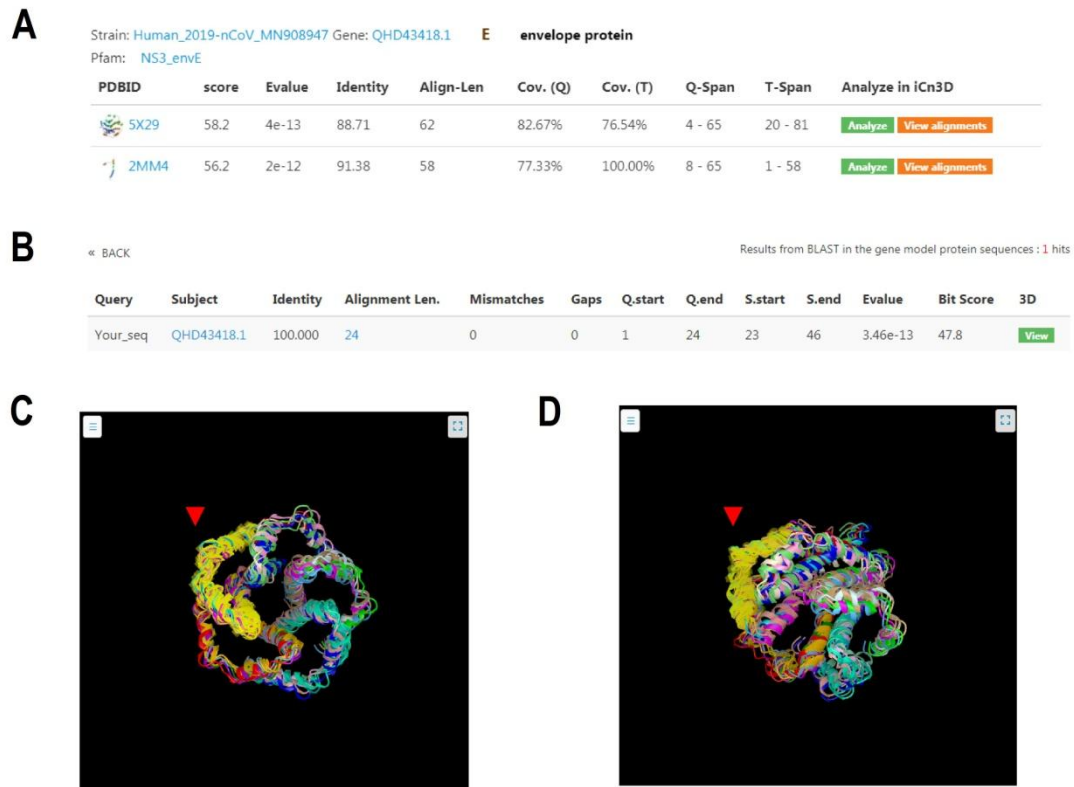 A
Strain: Human_2019-nCoV_MN908947 Gene: QHD43418.1 E envelope protein
Pfam: NS3_envE
PDBID score Evalue Identity Align-Len Cov. (Q) Cov. (T) Q-Span T-Span Analyze in iCn3D
5X29 58.2 4e-13 88.71 62 82.67% 76.54% 4 - 65 20 - 81 Analyze View alignments
2MM4 56.2 2e-12 91.38 58 77.33% 100.00% 8 - 65 1 - 58 Analyze View alignments
B
« BACK Results from BLAST in the gene model protein sequences : 1 hits
Query Subject Identity Alignment Len. Mismatches Gaps Q.start Q.end S.start S.end Evalue Bit Score 3D
Your_seq QHD43418.1 100.000 24 0 0 1 24 23 46 3.46e-13 47.8 View
C D